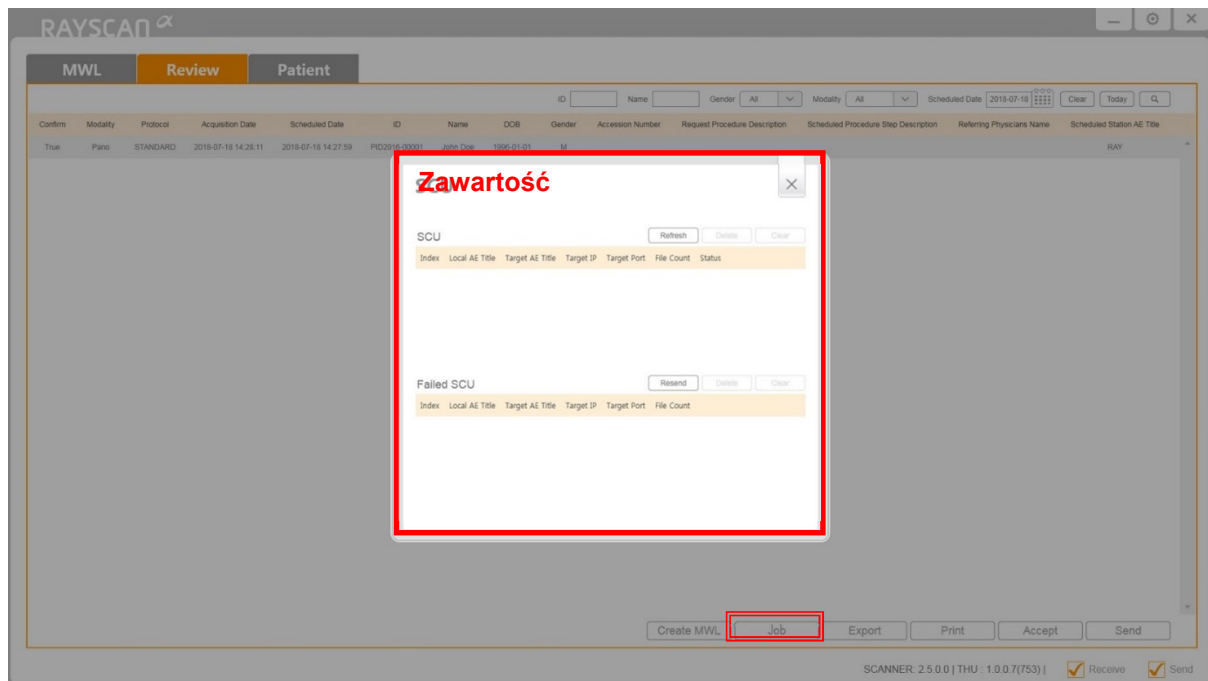 RAYSCAN α
MWL Review Patient
ID Name Gender All Modality All Scheduled Date 2018-07-18 Clear Today
Confirm Modality Protocol Acquisition Date Scheduled Date ID Name DOB Gender Accession Number Request Procedure Description Scheduled Procedure Step Description Referring Physicians Name Scheduled Station AE Title
True Pano STANDARD 2018-07-18 14:28:11 2018-07-18 14:27:59 PID2016-00001 John Doe 1996-01-01 M RAY
Zawartość
SCU
SCU Refresh Delete Clear
Index Local AE Title Target AE Title Target IP Target Port File Count Status
Failed SCU Resend Delete Clear
Index Local AE Title Target AE Title Target IP Target Port File Count
Create MWL Job Export Print Accept Send
SCANNER: 2.5.0.0 | THU : 1.0.0.7(753) | Receive Send